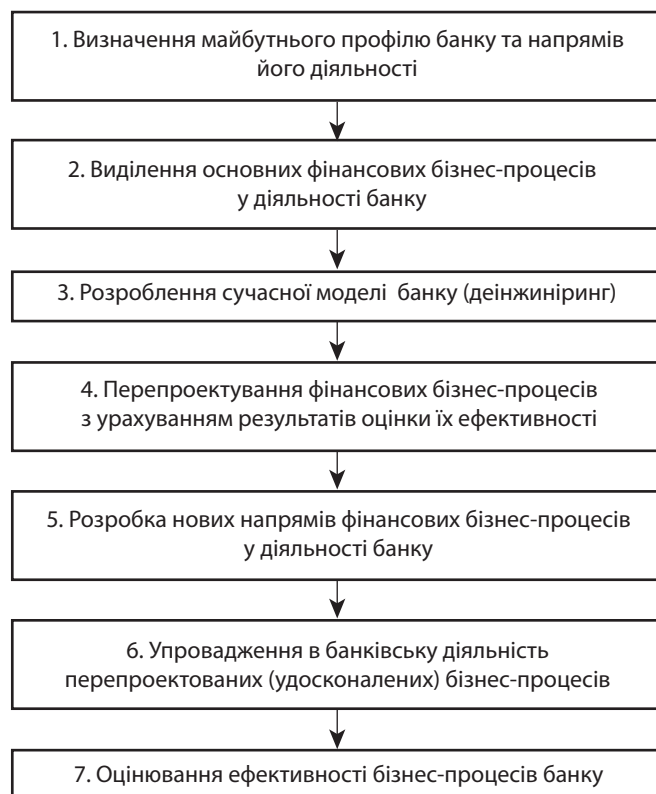 1. Визначення майбутнього профілю банку та напрямів
його діяльності
2. Виділення основних фінансових бізнес-процесів
у діяльності банку
3. Розроблення сучасної моделі банку (деінжиніринг)
4. Перепроектування фінансових бізнес-процесів
з урахуванням результатів оцінки їх ефективності
5. Розробка нових напрямів фінансових бізнес-процесів
у діяльності банку
6. Упровадження в банківську діяльність
перепроектованих (удосконалених) бізнес-процесів
7. Оцінювання ефективності бізнес-процесів банку